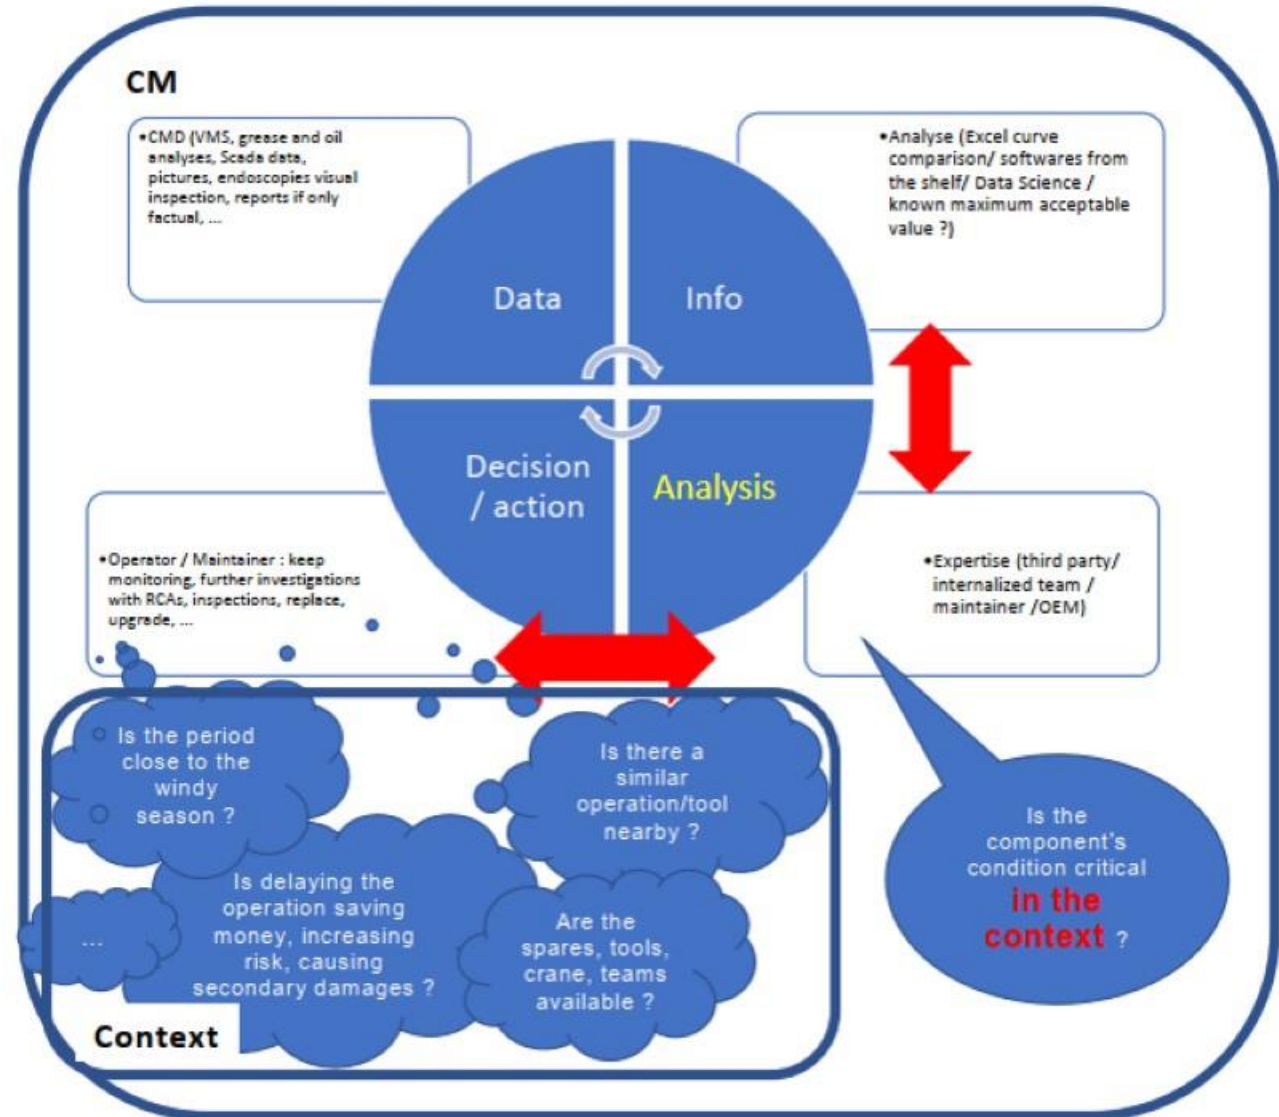 CM
•CMD (VMS, grease and oil
analyses, Scada data,
pictures, endoscopies visual
inspection, reports if only
factual, ...
•Analyse (Excel curve
comparison/ softwares from
the shelf/ Data Science /
known maximum acceptable
value ?)
Data
Info
Decision
/ action
Analysis
•Operator / Maintainer : keep
monitoring, further investigations
with RCAs, inspections, replace,
upgrade, ...
•Expertise (third party/
internalized team /
maintainer /OEM)
Is the period
close to the
windy
season ?
Is there a
similar
operation/tool
nearby ?
Is delaying the
operation saving
money, increasing
risk, causing
secondary damages ?
Are the
spares, tools,
crane, teams
available ?
...
Context
Is the
component's
condition critical
in the
context ?